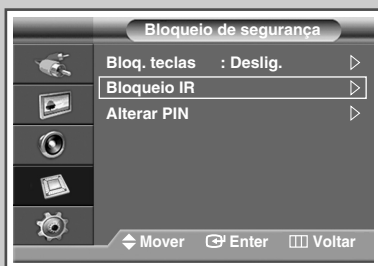 Bloqueio de segurança
Bloq. teclas : Deslig.
Bloqueio IR
Alterar PIN
Mover Enter Voltar